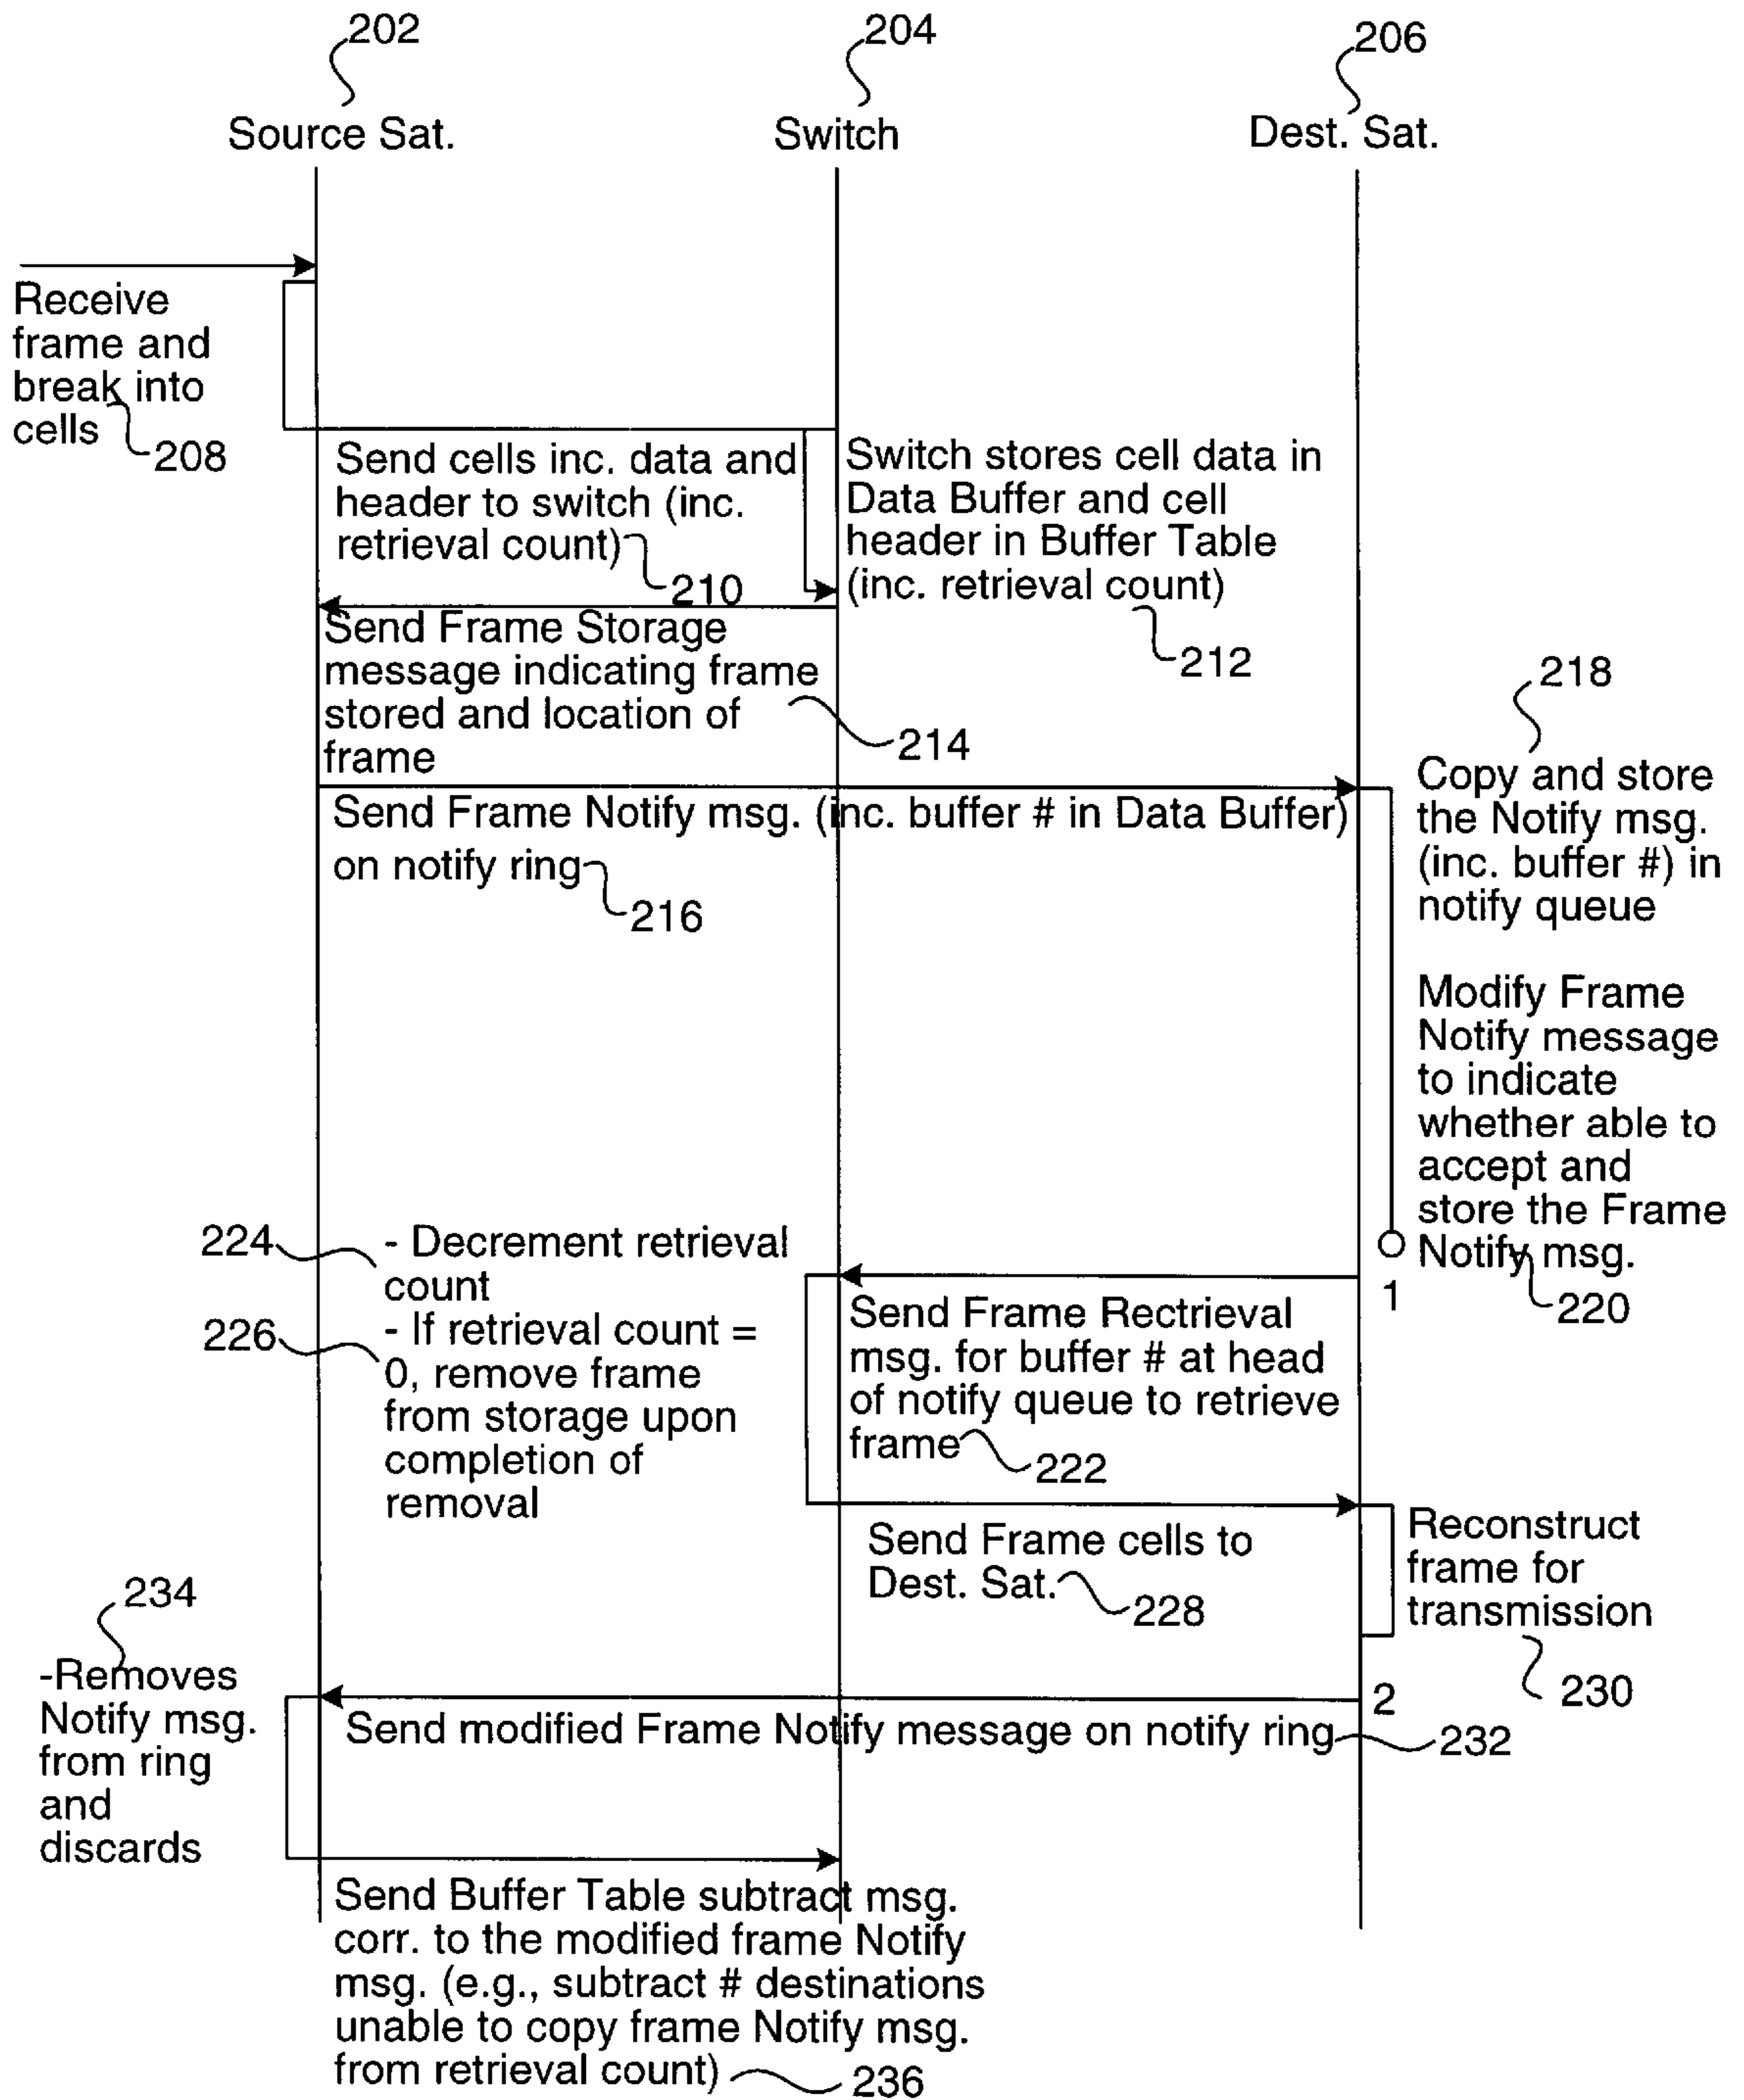 202
204
206
Source Sat.
Switch
Dest. Sat.
Receive
frame and
break into
cells
208
Send cells inc. data and
header to switch (inc.
retrieval count)
210
Switch stores cell data in
Data Buffer and cell
header in Buffer Table
(inc. retrieval count)
212
Send Frame Storage
message indicating frame
stored and location of
frame
214
Send Frame Notify msg. (inc. buffer # in Data Buffer)
on notify ring
216
218
Copy and store
the Notify msg.
(inc. buffer #) in
notify queue
Modify Frame
Notify message
to indicate
whether able to
accept and
store the Frame
Notify msg.
220
1
224
- Decrement retrieval
count
226
- If retrieval count =
0, remove frame
from storage upon
completion of
removal
Send Frame Rectrieval
msg. for buffer # at head
of notify queue to retrieve
frame
222
Send Frame cells to
Dest. Sat.
228
Reconstruct
frame for
transmission
230
234
-Removes
Notify msg.
from ring
and
discards
2
Send modified Frame Notify message on notify ring
232
Send Buffer Table subtract msg.
corr. to the modified frame Notify
msg. (e.g., subtract # destinations
unable to copy frame Notify msg.
from retrieval count)
236